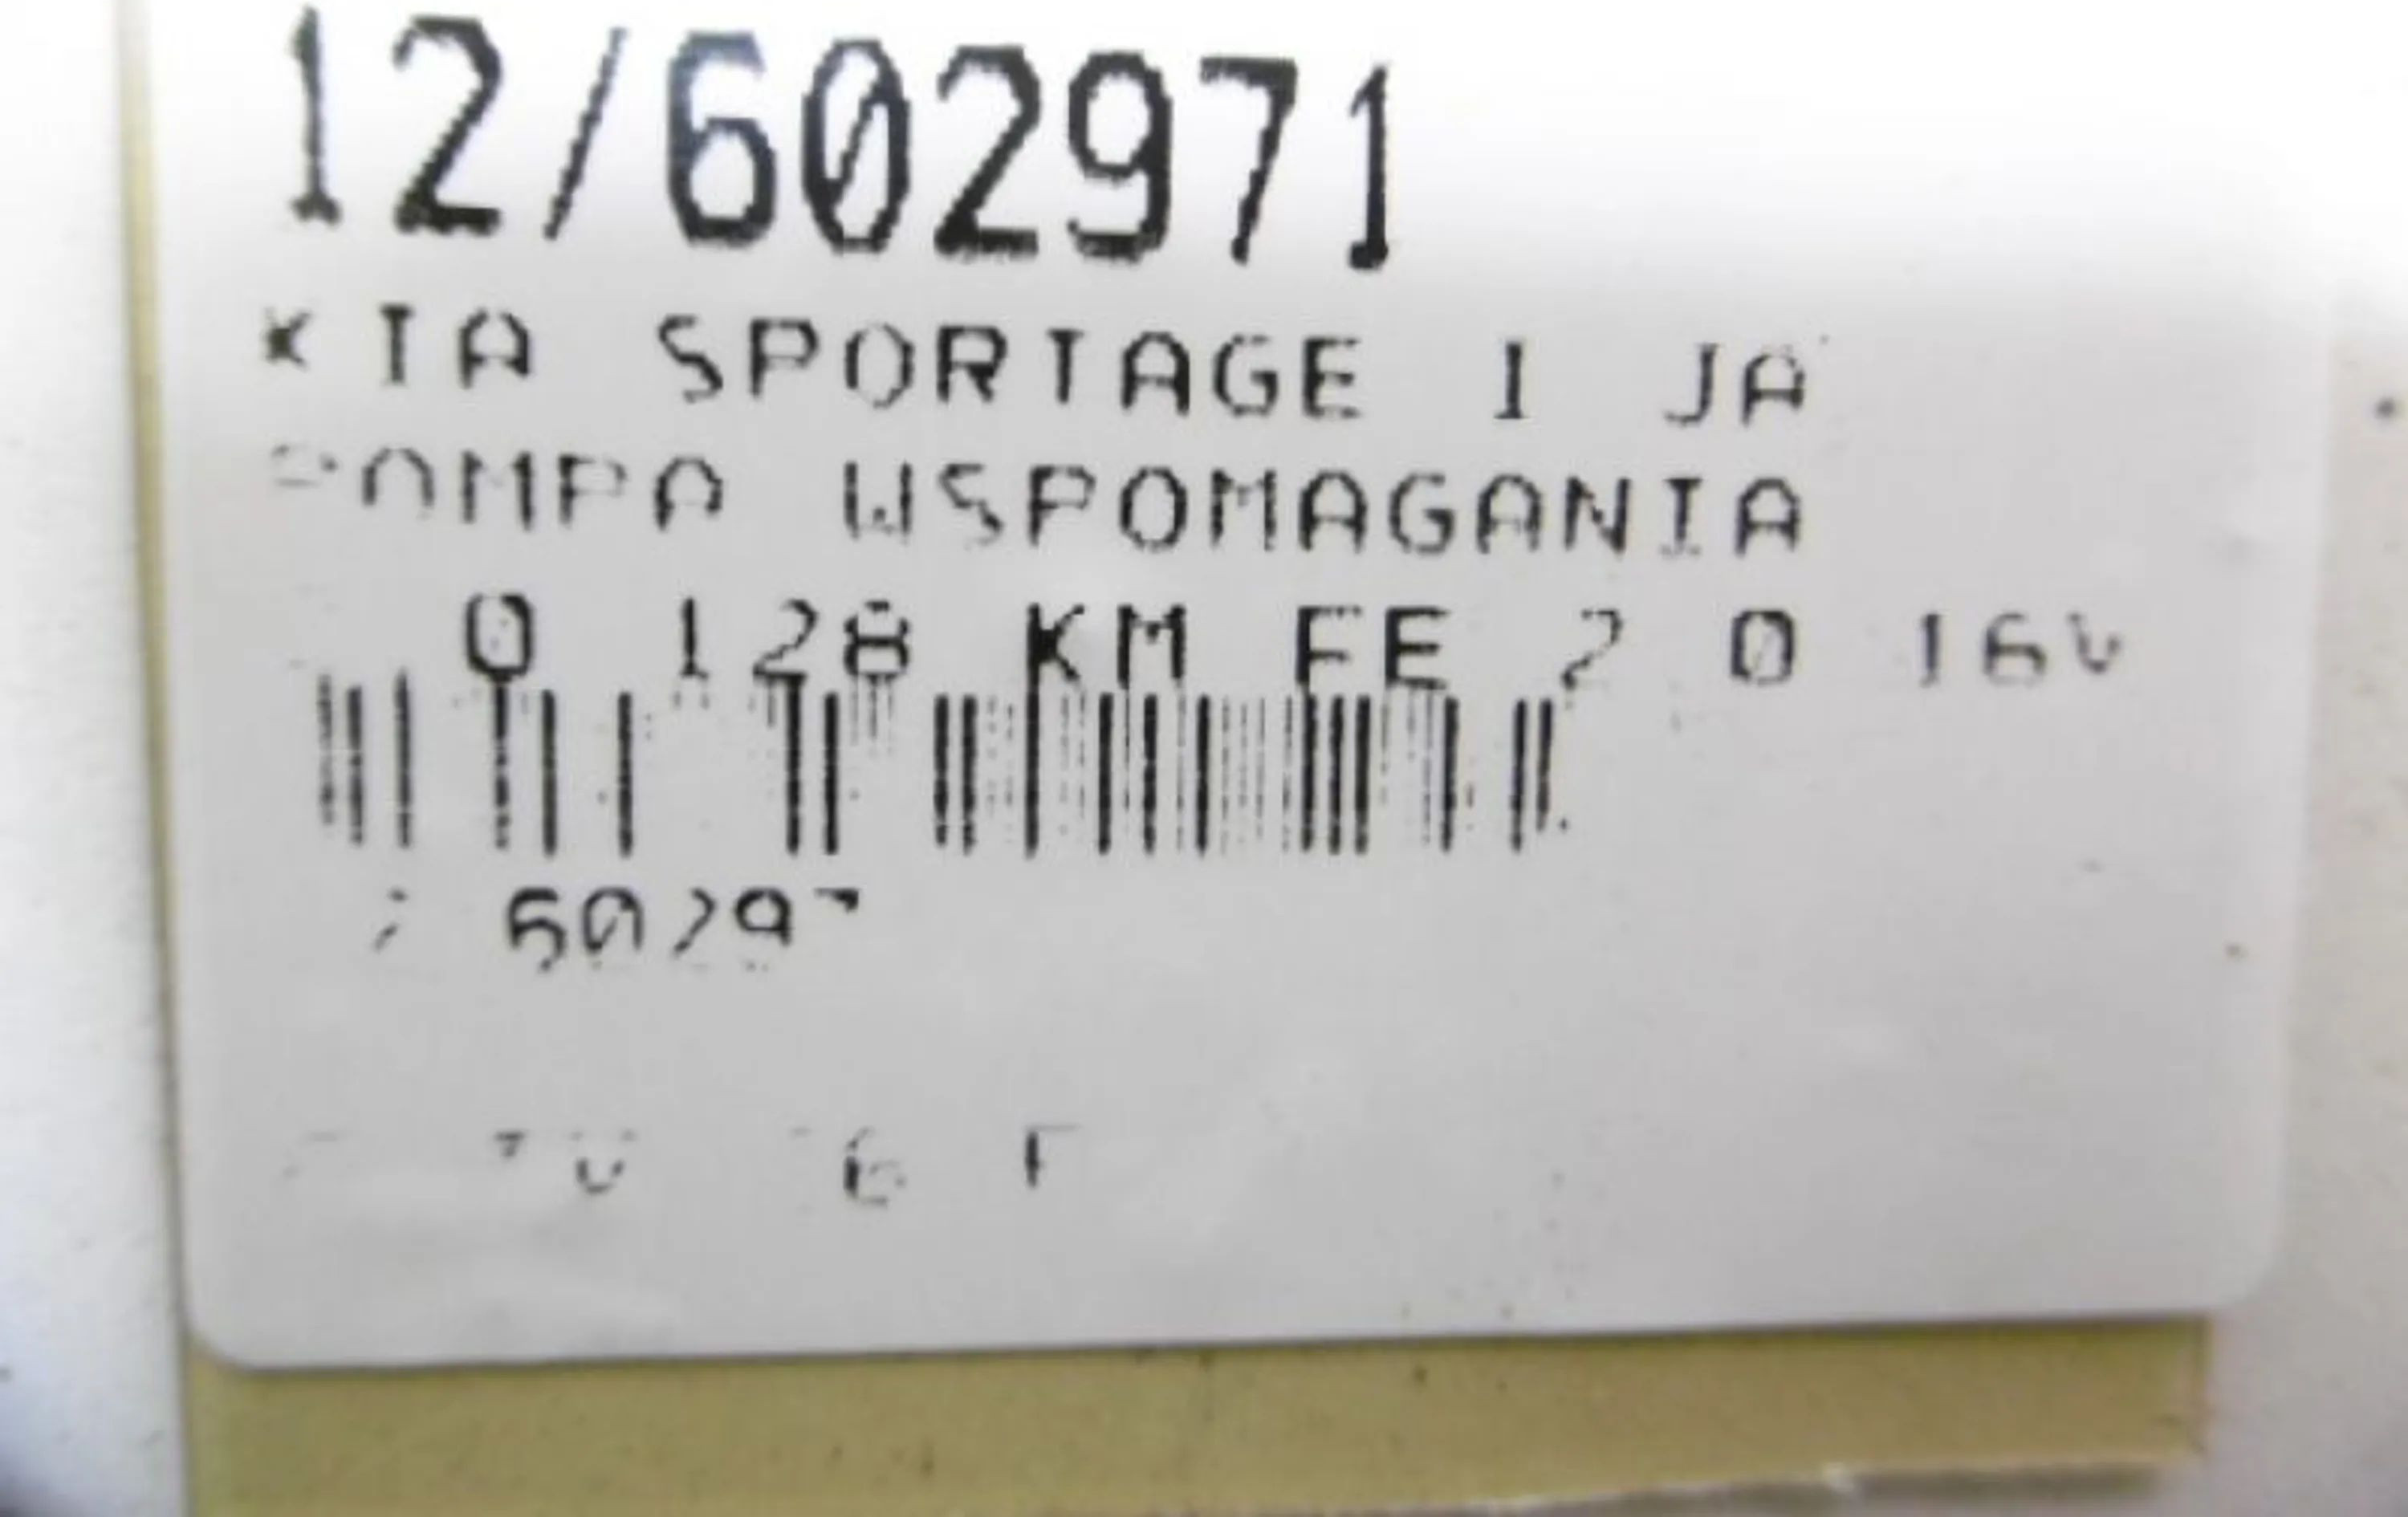 12/602971
KIA SPORTAGE I JA
POMPA WSPOMAGANIA
0 128 KM FE 2 0 16V